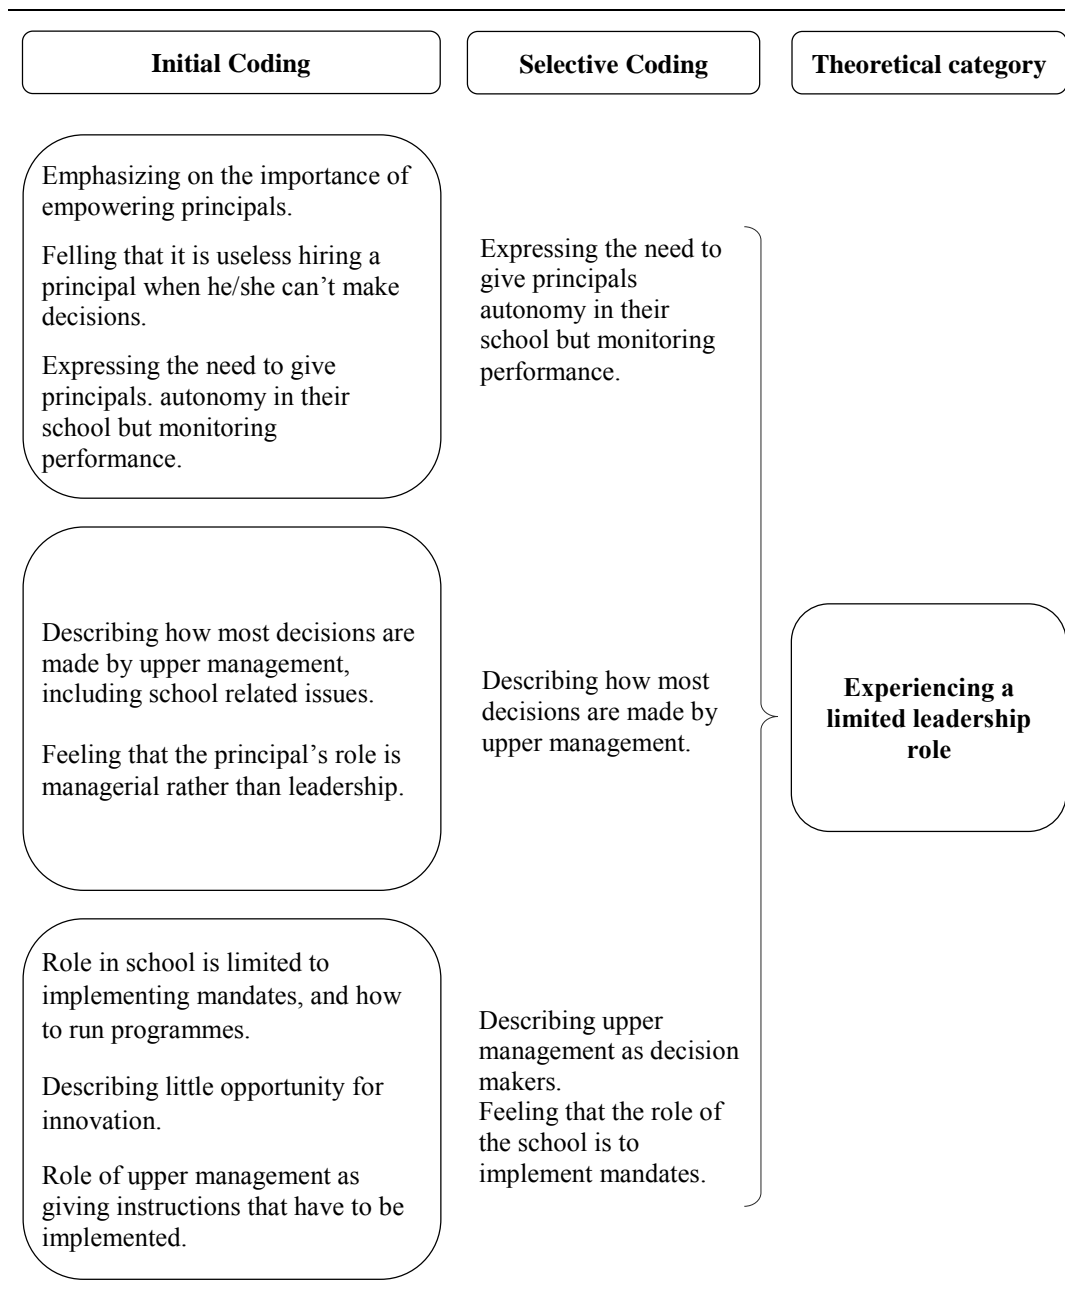 Initial Coding
Selective Coding
Theoretical category
Emphasizing on the importance of
empowering principals.
Felling that it is useless hiring a
principal when he/she can’t make
decisions.
Expressing the need to give
principals. autonomy in their
school but monitoring
performance.
Expressing the need to
give principals
autonomy in their
school but monitoring
performance.
Describing how most decisions are
made by upper management,
including school related issues.
Feeling that the principal’s role is
managerial rather than leadership.
Describing how most
decisions are made by
upper management.
Experiencing a
limited leadership
role
Role in school is limited to
implementing mandates, and how
to run programmes.
Describing little opportunity for
innovation.
Role of upper management as
giving instructions that have to be
implemented.
Describing upper
management as decision
makers.
Feeling that the role of
the school is to
implement mandates.